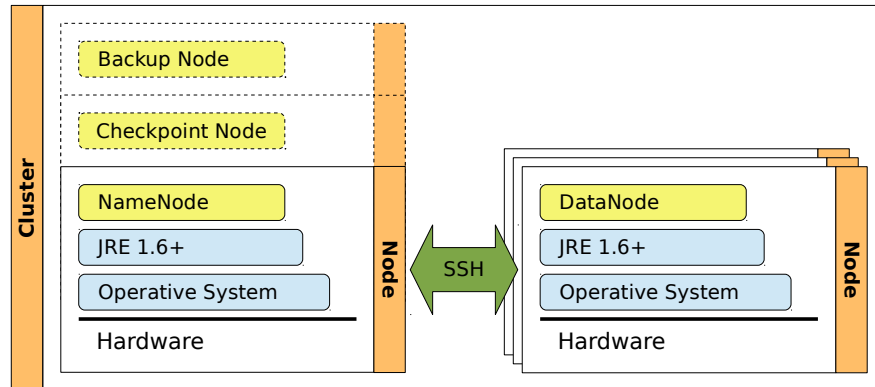 Cluster
Backup Node
Checkpoint Node
NameNode
JRE 1.6+
Operative System
Hardware
Node
SSH
DataNode
JRE 1.6+
Operative System
Hardware
Node